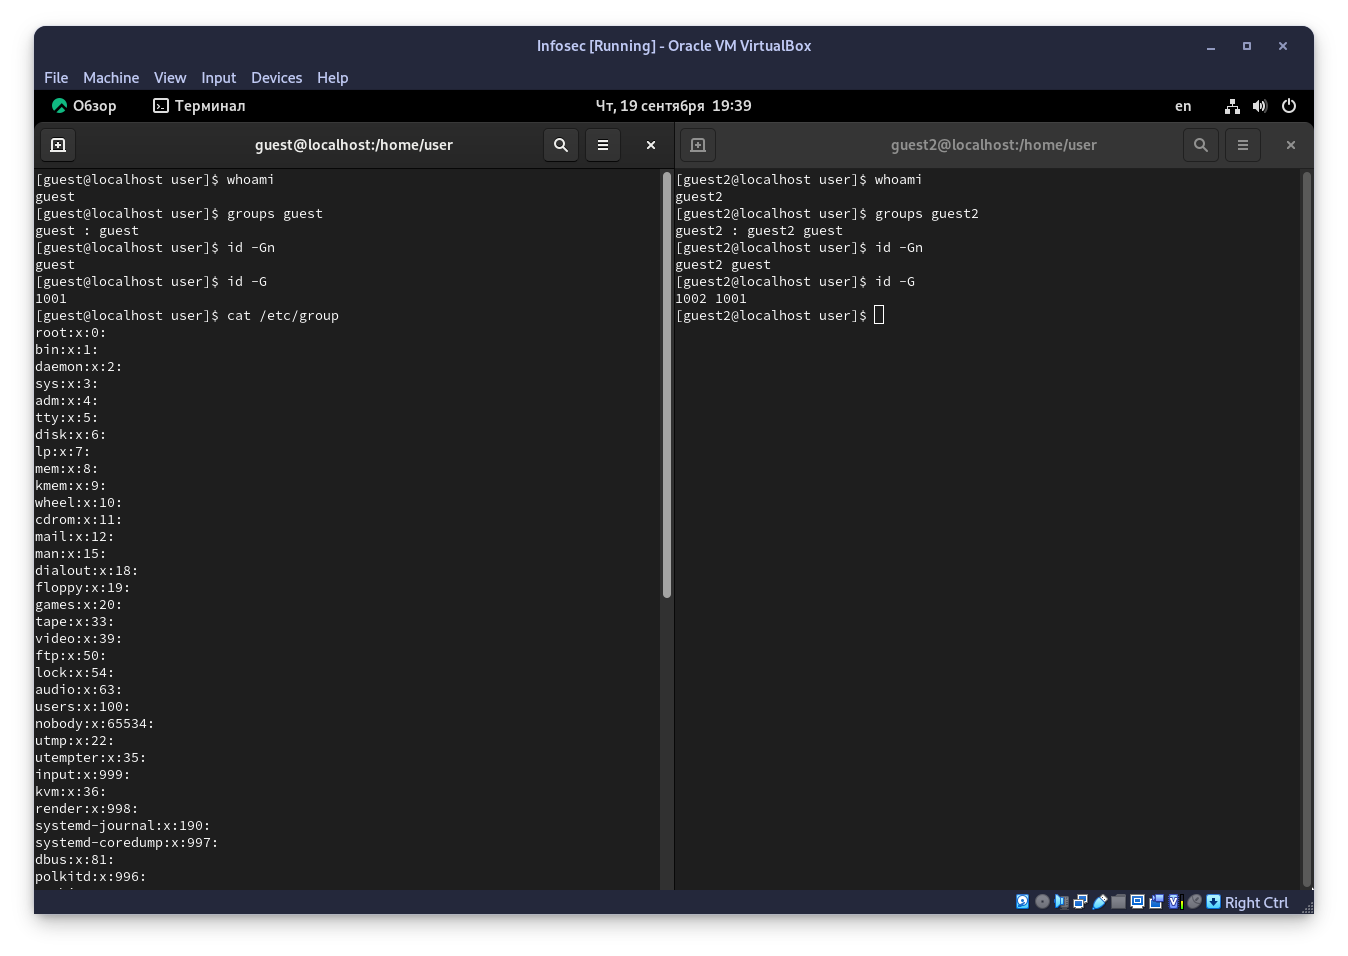 Infosec [Running] - Oracle VM VirtualBox
File Machine View Input Devices Help
Обзор Терминал Чт, 19 сентября 19:39 en
guest@localhost:/home/user
[guest@localhost user]$ whoami
guest
[guest@localhost user]$ groups guest
guest : guest
[guest@localhost user]$ id -Gn
guest
[guest@localhost user]$ id -G
1001
[guest@localhost user]$ cat /etc/group
root:x:0:
bin:x:1:
daemon:x:2:
sys:x:3:
adm:x:4:
tty:x:5:
disk:x:6:
lp:x:7:
mem:x:8:
kmem:x:9:
wheel:x:10:
cdrom:x:11:
mail:x:12:
man:x:15:
dialout:x:18:
floppy:x:19:
games:x:20:
tape:x:33:
video:x:39:
ftp:x:50:
lock:x:54:
audio:x:63:
users:x:100:
nobody:x:65534:
utmp:x:22:
utempter:x:35:
input:x:999:
kvm:x:36:
render:x:998:
systemd-journal:x:190:
systemd-coredump:x:997:
dbus:x:81:
polkitd:x:996:
guest2@localhost:/home/user
[guest2@localhost user]$ whoami
guest2
[guest2@localhost user]$ groups guest2
guest2 : guest2 guest
[guest2@localhost user]$ id -Gn
guest2 guest
[guest2@localhost user]$ id -G
1002 1001
[guest2@localhost user]$
Right Ctrl